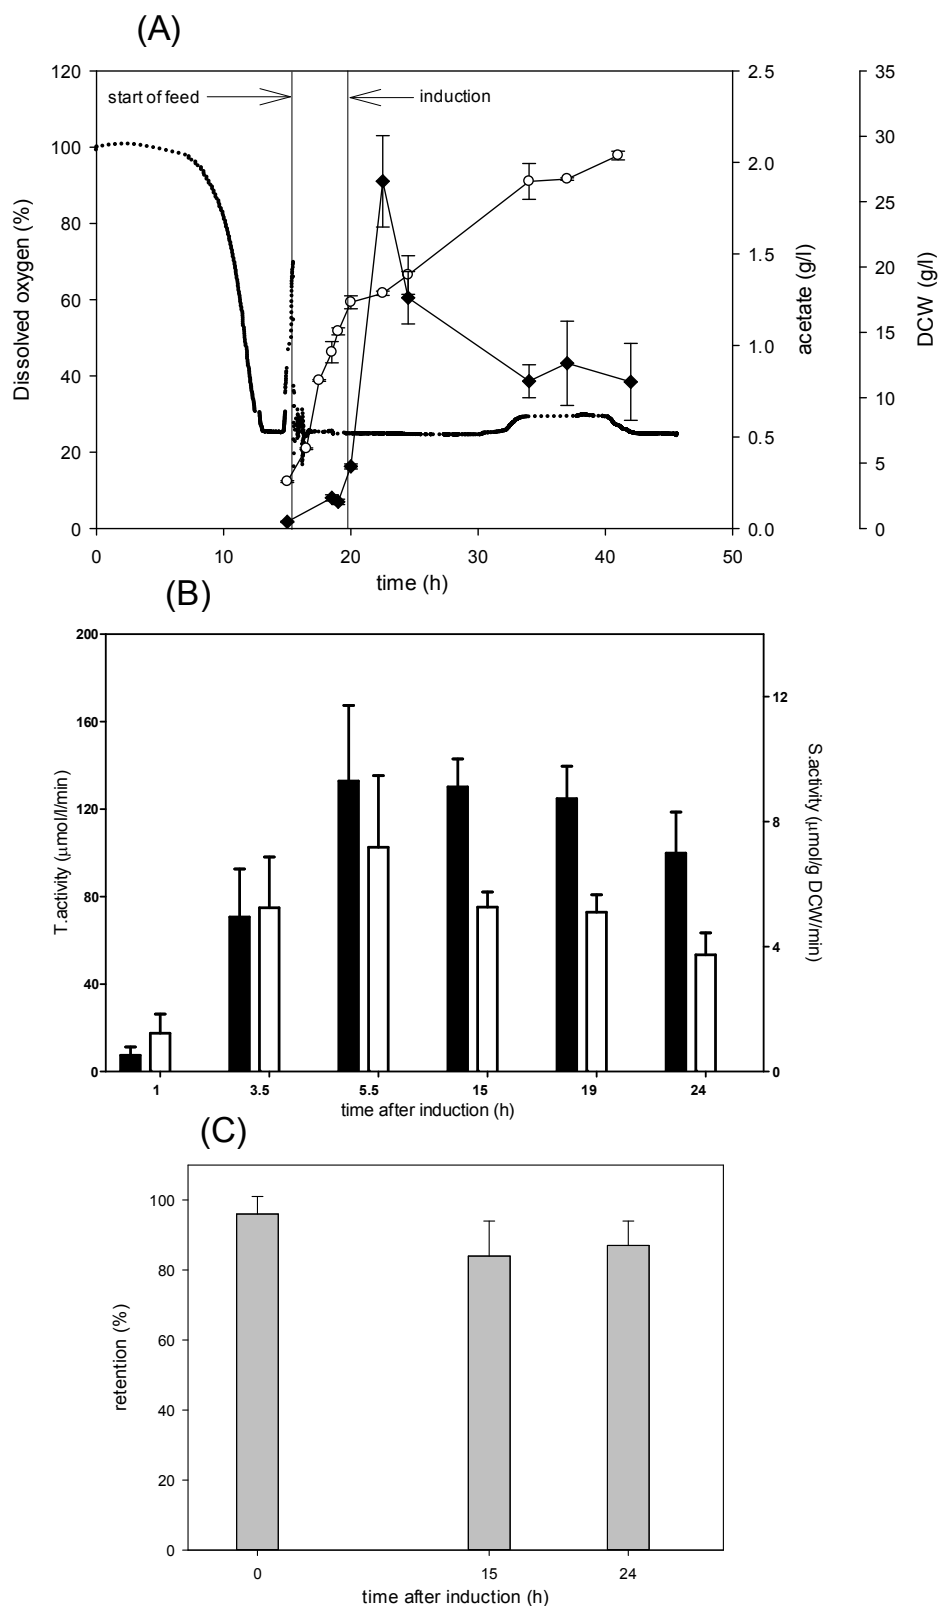 (A)
120
100
80
60
40
20
0
Dissolved oxygen (%)
start of feed
induction
2.5
2.0
1.5
1.0
0.5
0.0
acetate (g/l)
35
30
25
20
15
10
5
0
DCW (g/l)
0 10 20 30 40 50
time (h)
(B)
200
160
120
80
40
0
T.activity (µmol/l/min)
12
8
4
0
S.activity (µmol/g DCW/min)
1 3.5 5.5 15 19 24
time after induction (h)
(C)
100
80
60
40
20
0
retention (%)
0 15 24
time after induction (h)